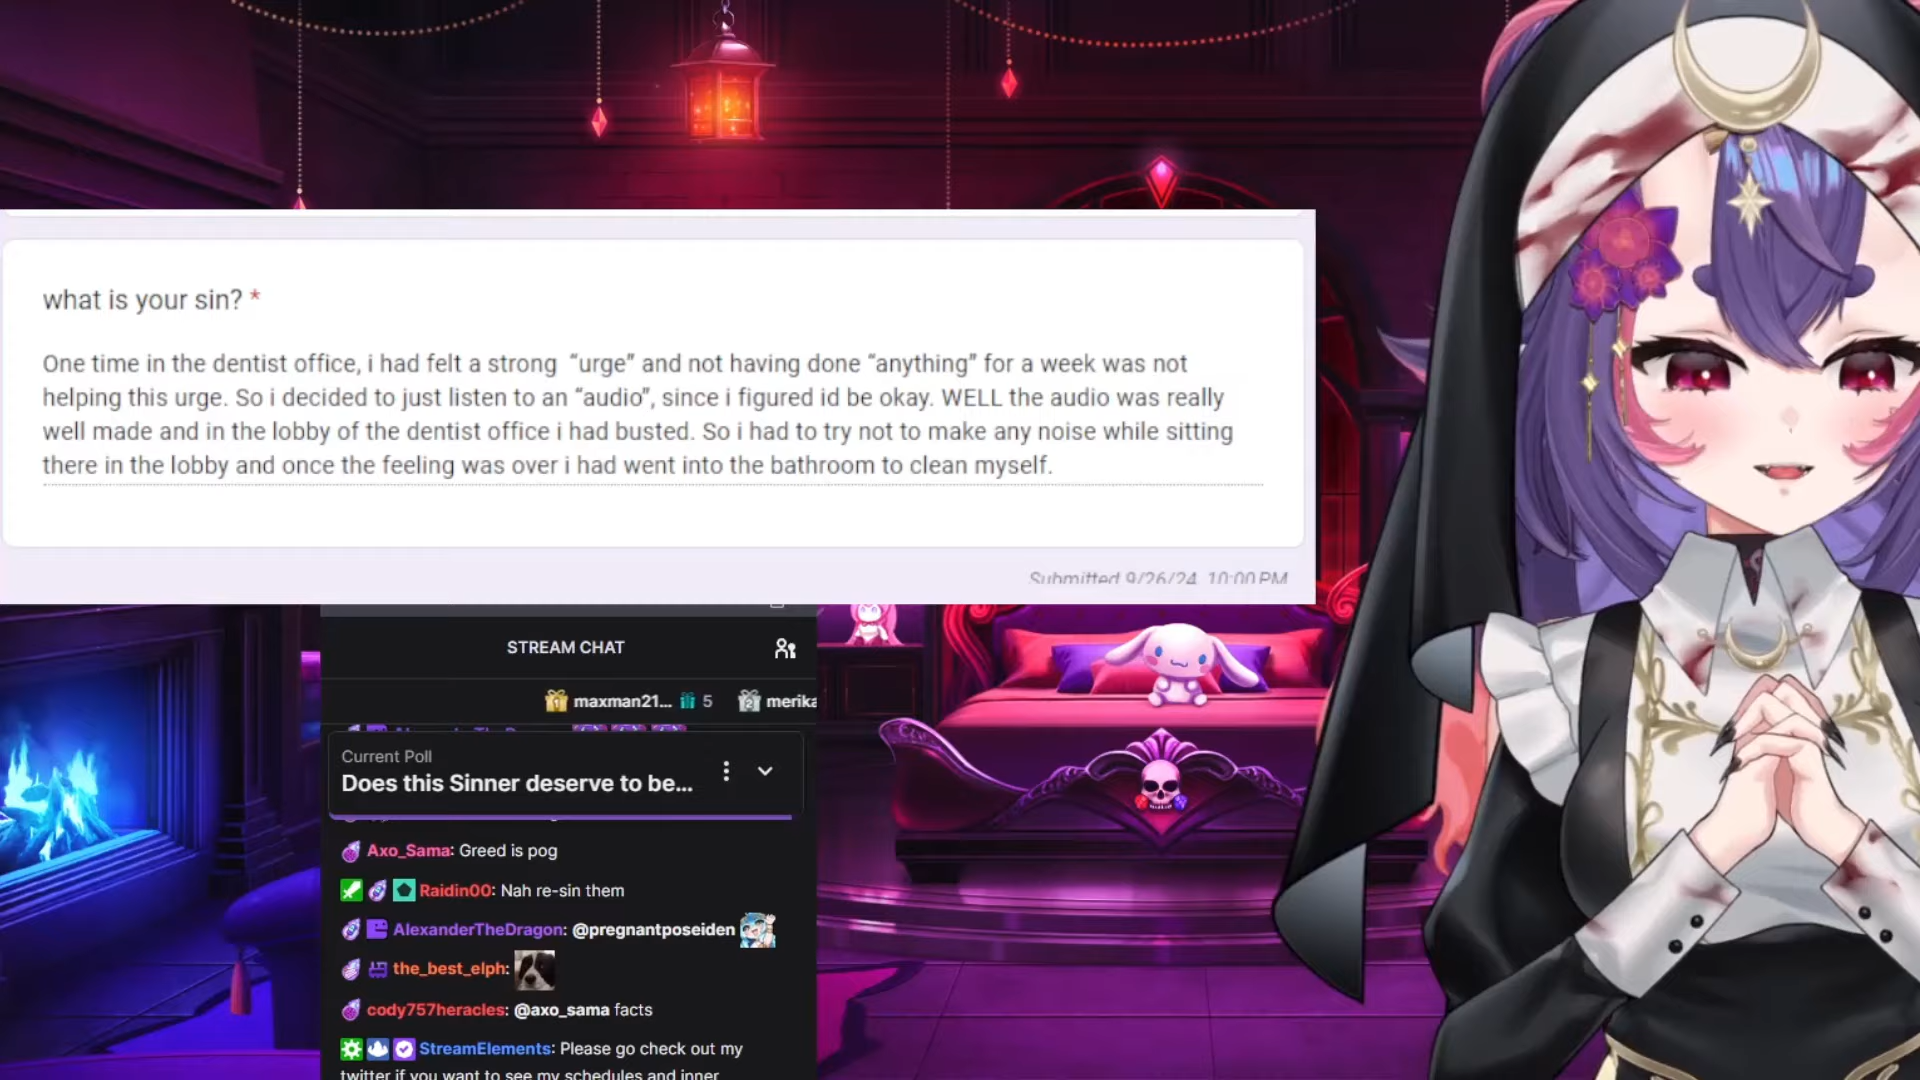 what is your sin? *
One time in the dentist office, i had felt a strong “urge” and not having done “anything” for a week was not
helping this urge. So i decided to just listen to an “audio”, since i figured id be okay. WELL the audio was really
well made and in the lobby of the dentist office i had busted. So i had to try not to make any noise while sitting
there in the lobby and once the feeling was over i had went into the bathroom to clean myself.
Submitted 9/26/24, 10:00 PM
STREAM CHAT
1 maxman21... 5 2 merika
Current Poll
Does this Sinner deserve to be...
Axo_Sama: Greed is pog
Raidin00: Nah re-sin them
AlexanderTheDragon: @pregnantposeiden
the_best_elph:
cody757heracles: @axo_sama facts
StreamElements: Please go check out my
twitter if you want to see my schedules and inner